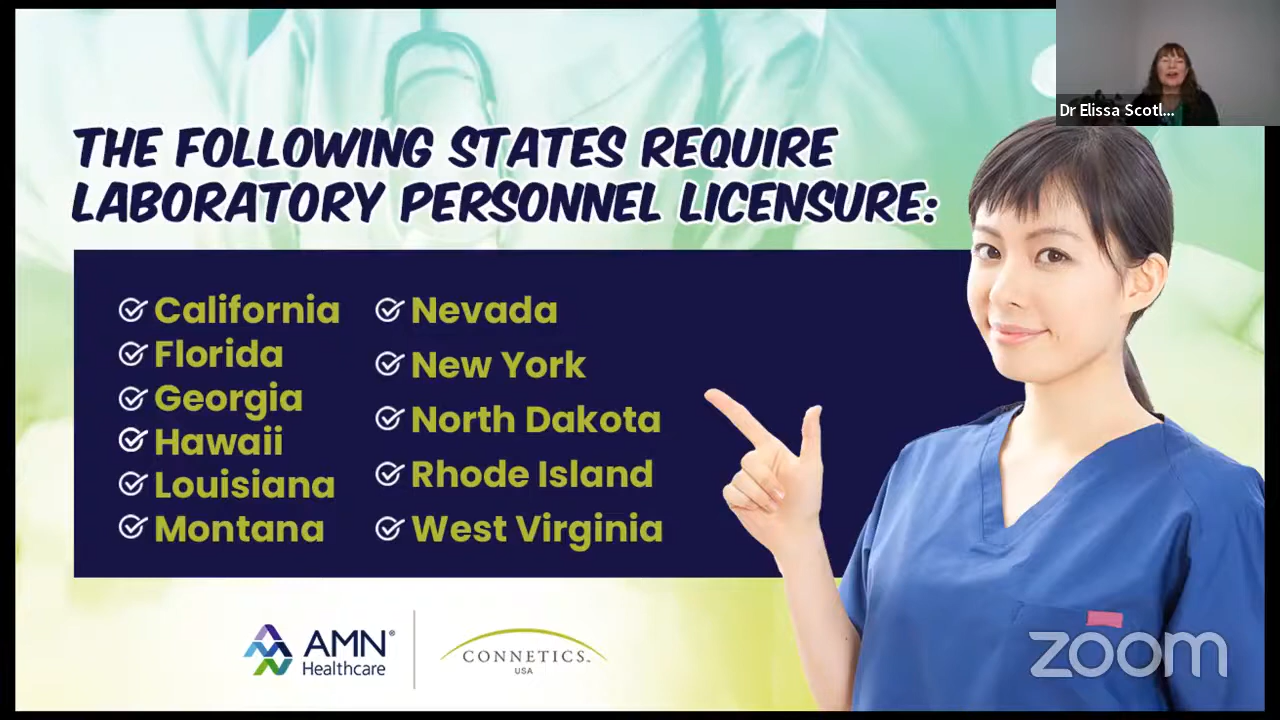 Dr Elissa Scotl...
THE FOLLOWING STATES REQUIRE
LABORATORY PERSONNEL LICENSURE:
California
Florida
Georgia
Hawaii
Louisiana
Montana
Nevada
New York
North Dakota
Rhode Island
West Virginia
AMN®
Healthcare
CONNETICS™
USA
zoom